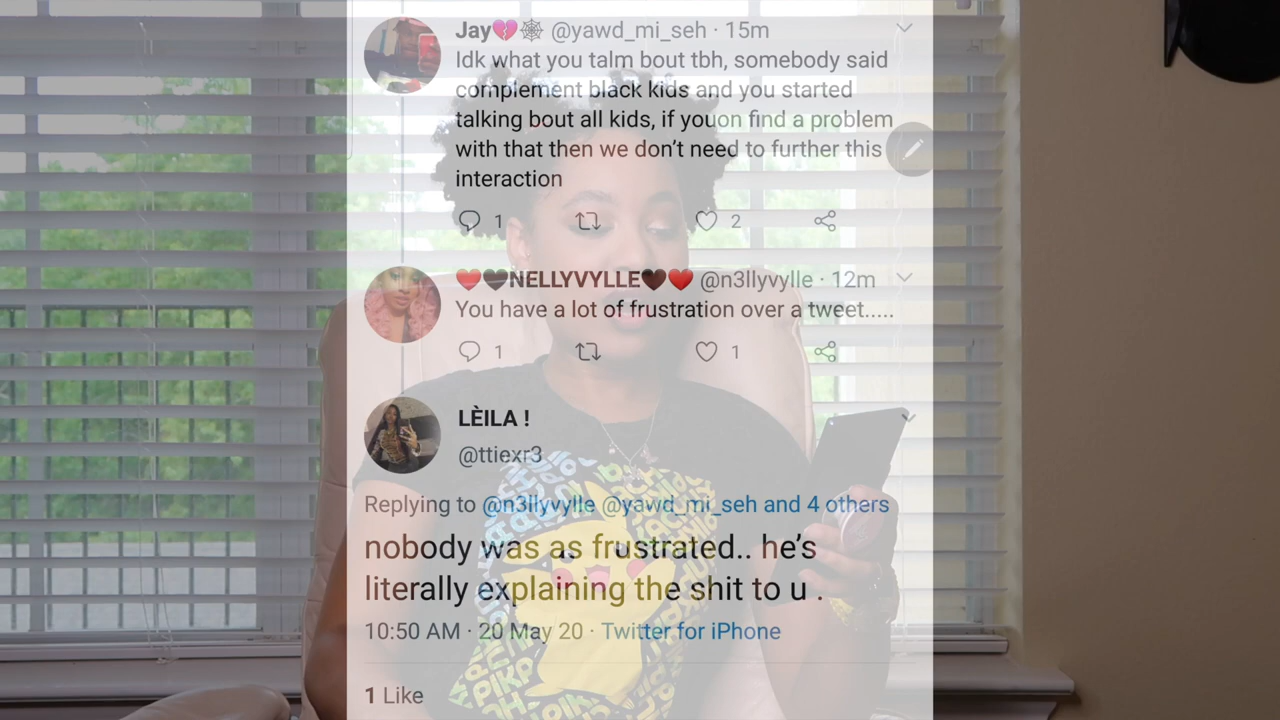 Jay💔🕸 @yawd_mi_seh · 15m
Idk what you talm bout tbh, somebody said
complement black kids and you started
talking bout all kids, if youon find a problem
with that then we don't need to further this
interaction
1 2
❤️🖤NELLYVYLLE🖤❤️ @n3llyvylle · 12m
You have a lot of frustration over a tweet.....
1 1
LÈILA !
@ttiexr3
Replying to @n3llyvylle @yawd_mi_seh and 4 others
nobody was as frustrated.. he's
literally explaining the shit to u .
10:50 AM · 20 May 20 · Twitter for iPhone
1 Like